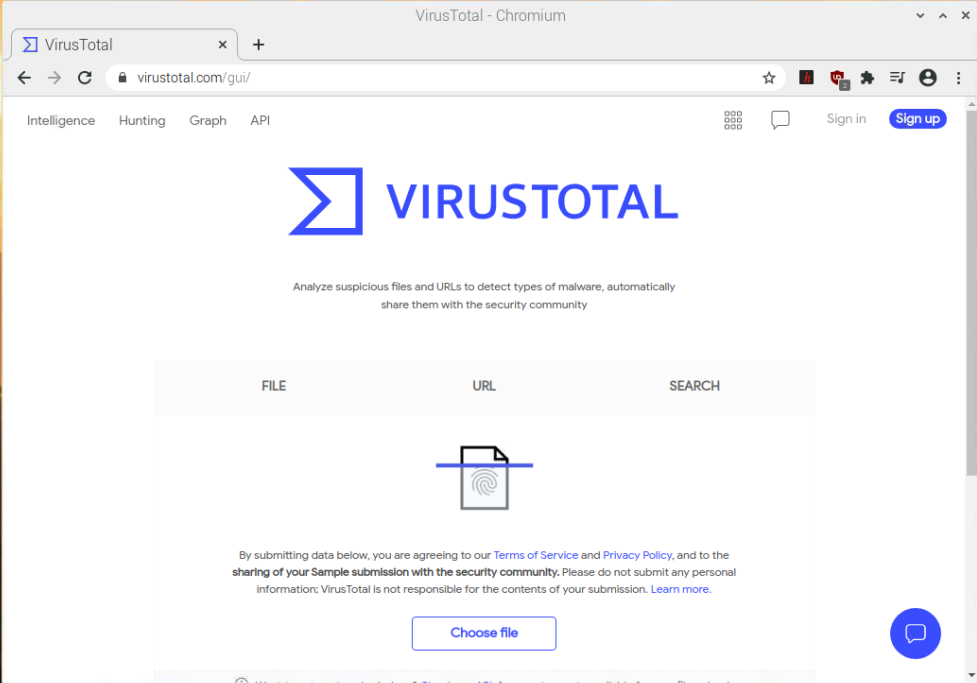 VirusTotal - Chromium
VirusTotal
virustotal.com/gui/
2
Intelligence Hunting Graph API Sign in Sign up
VIRUSTOTAL
Analyze suspicious files and URLs to detect types of malware, automatically
share them with the security community
FILE URL SEARCH
By submitting data below, you are agreeing to our Terms of Service and Privacy Policy, and to the
sharing of your Sample submission with the security community. Please do not submit any personal
information; VirusTotal is not responsible for the contents of your submission. Learn more.
Choose file